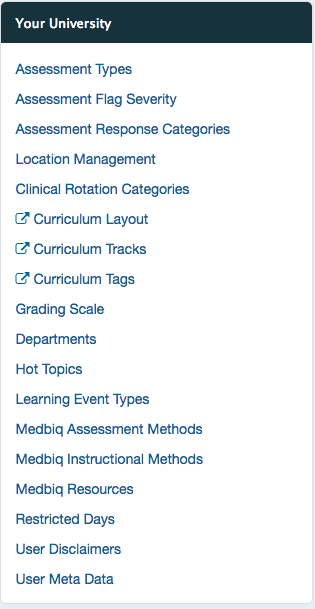 Your University
Assessment Types
Assessment Flag Severity
Assessment Response Categories
Location Management
Clinical Rotation Categories
Curriculum Layout
Curriculum Tracks
Curriculum Tags
Grading Scale
Departments
Hot Topics
Learning Event Types
Medbiq Assessment Methods
Medbiq Instructional Methods
Medbiq Resources
Restricted Days
User Disclaimers
User Meta Data